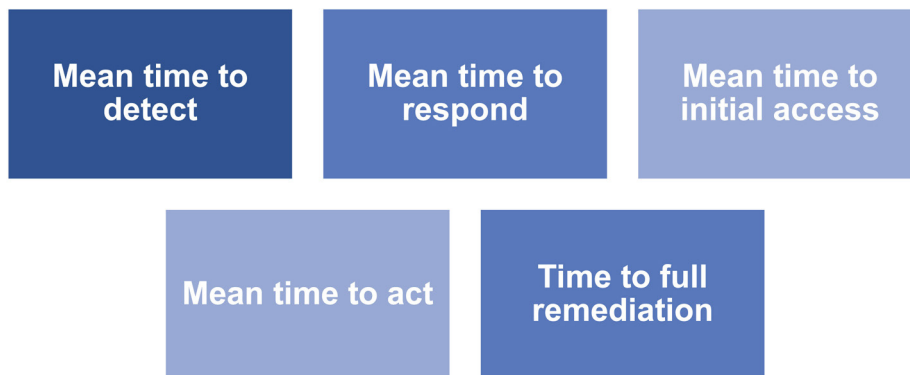 Mean time to
detect
Mean time to
respond
Mean time to
initial access
Mean time to act
Time to full
remediation